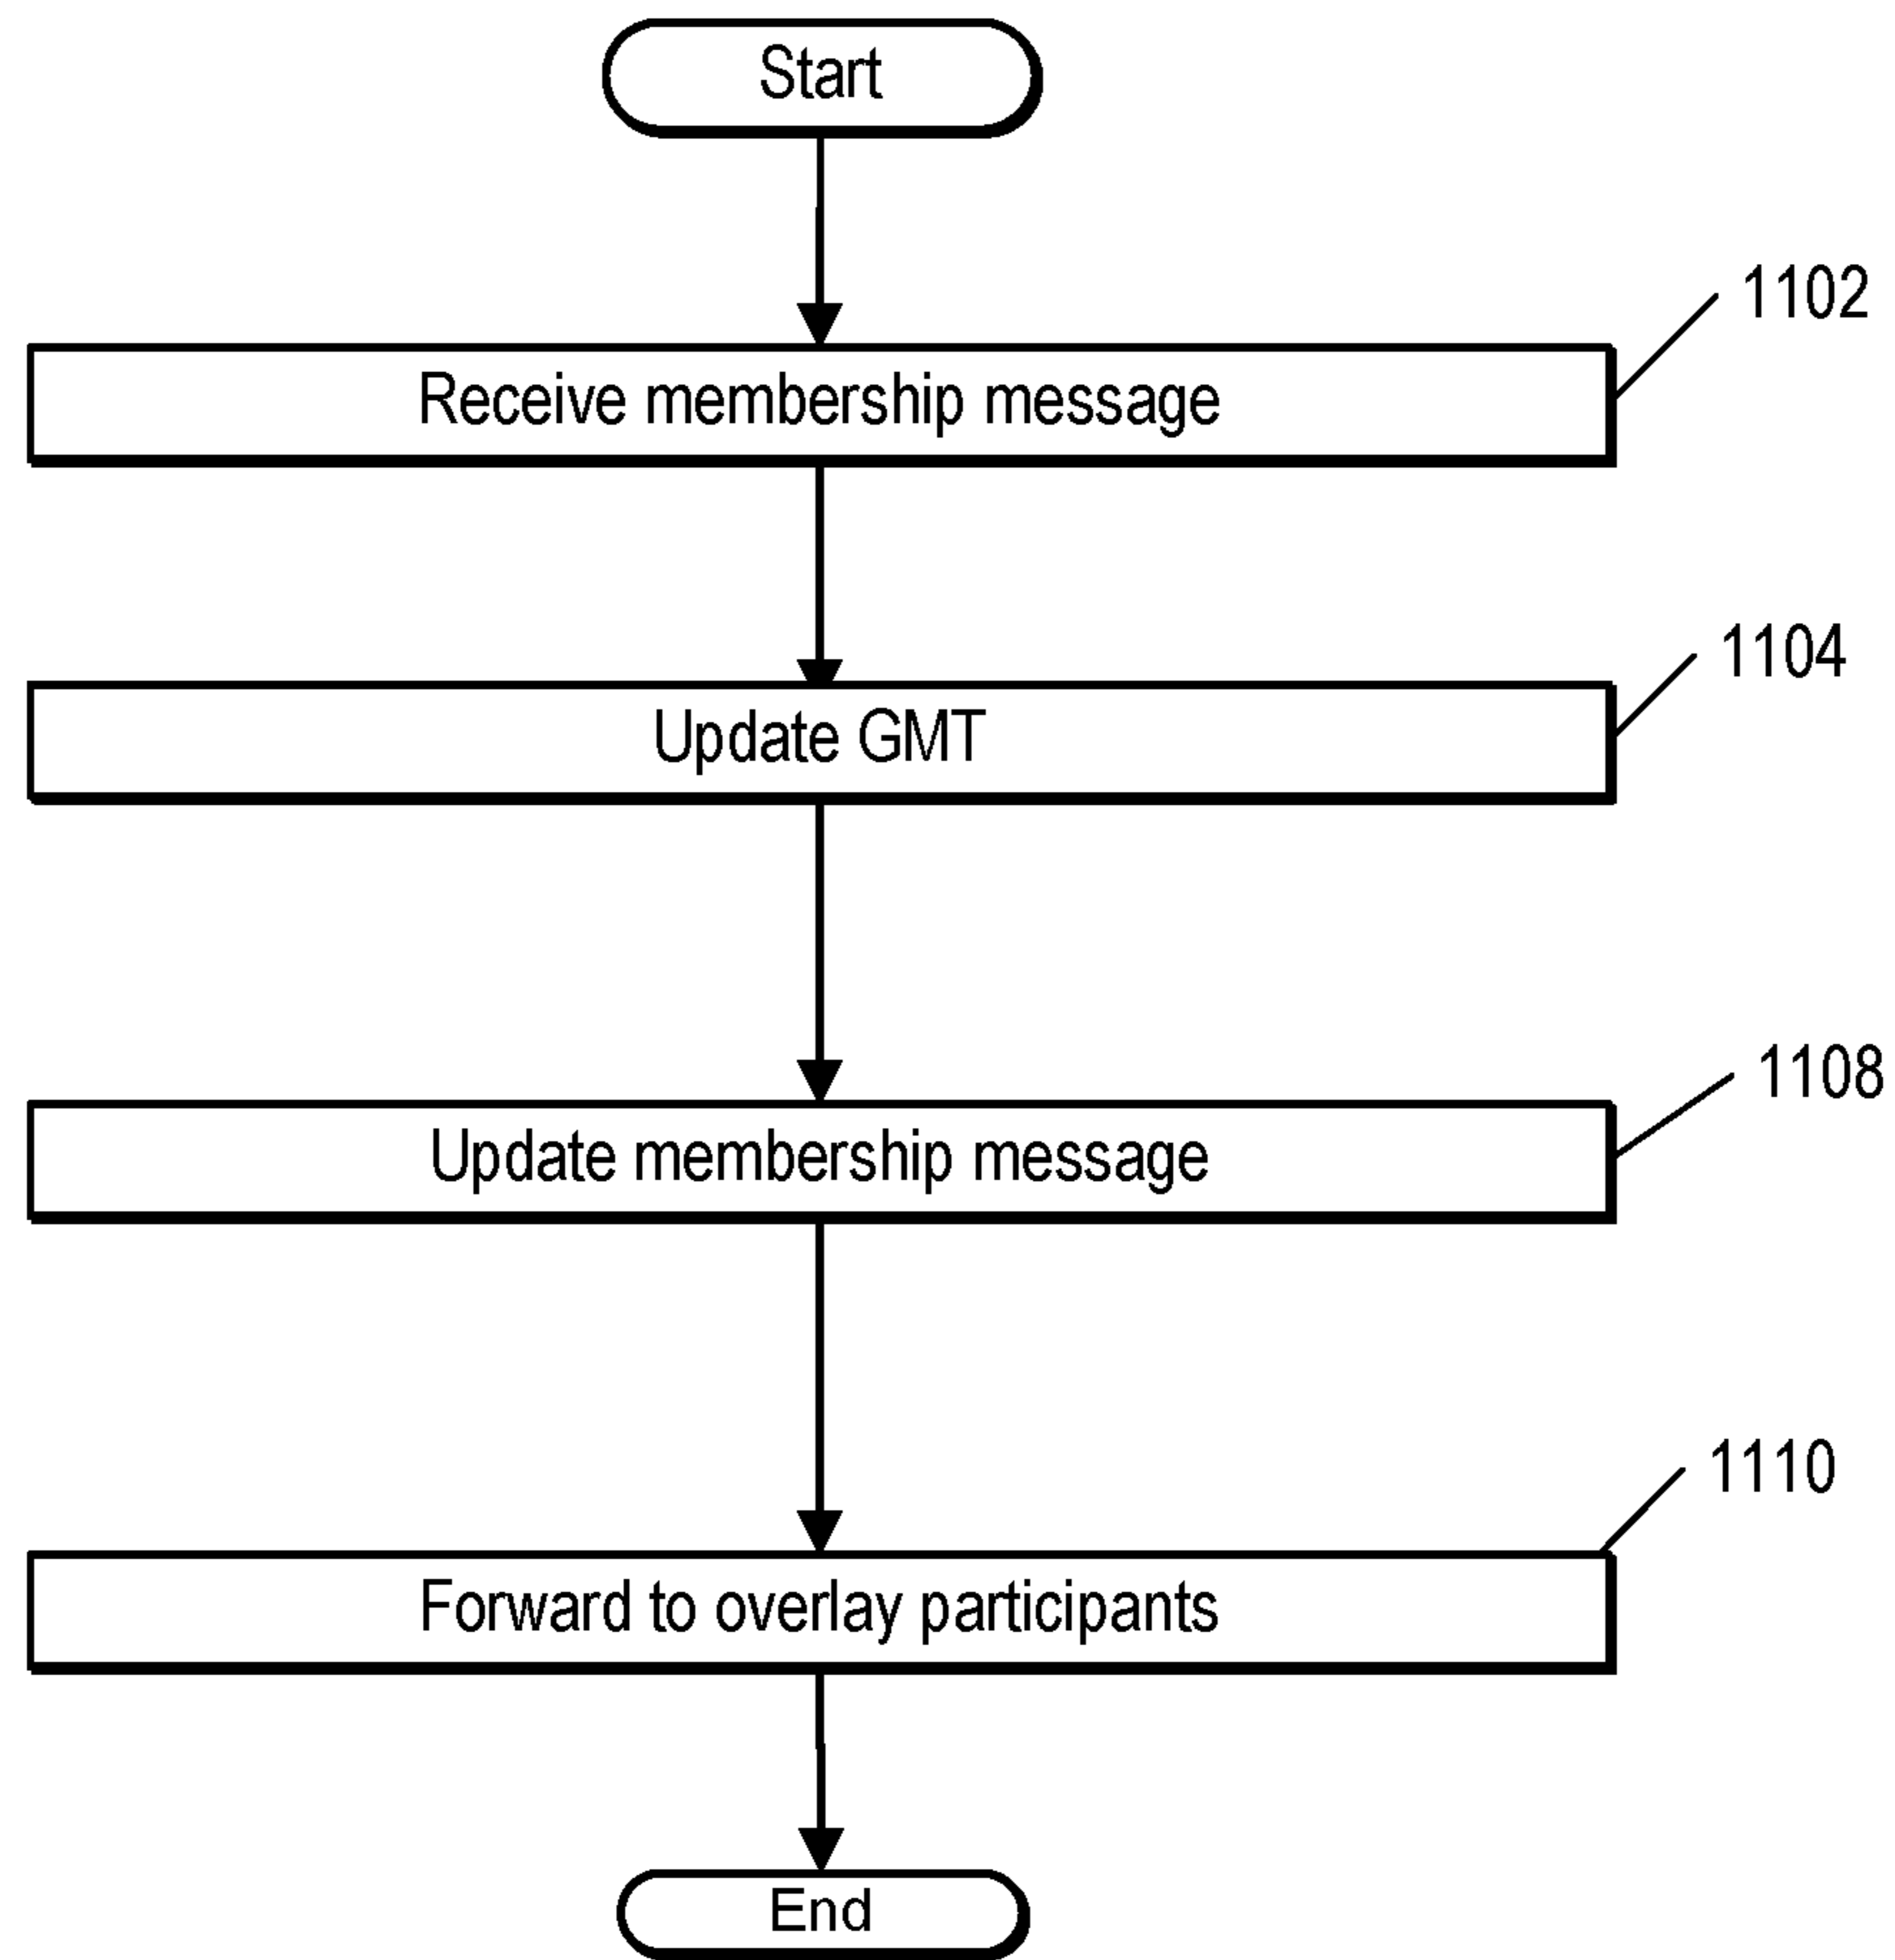 Start
1102
Receive membership message
1104
Update GMT
1108
Update membership message
1110
Forward to overlay participants
End